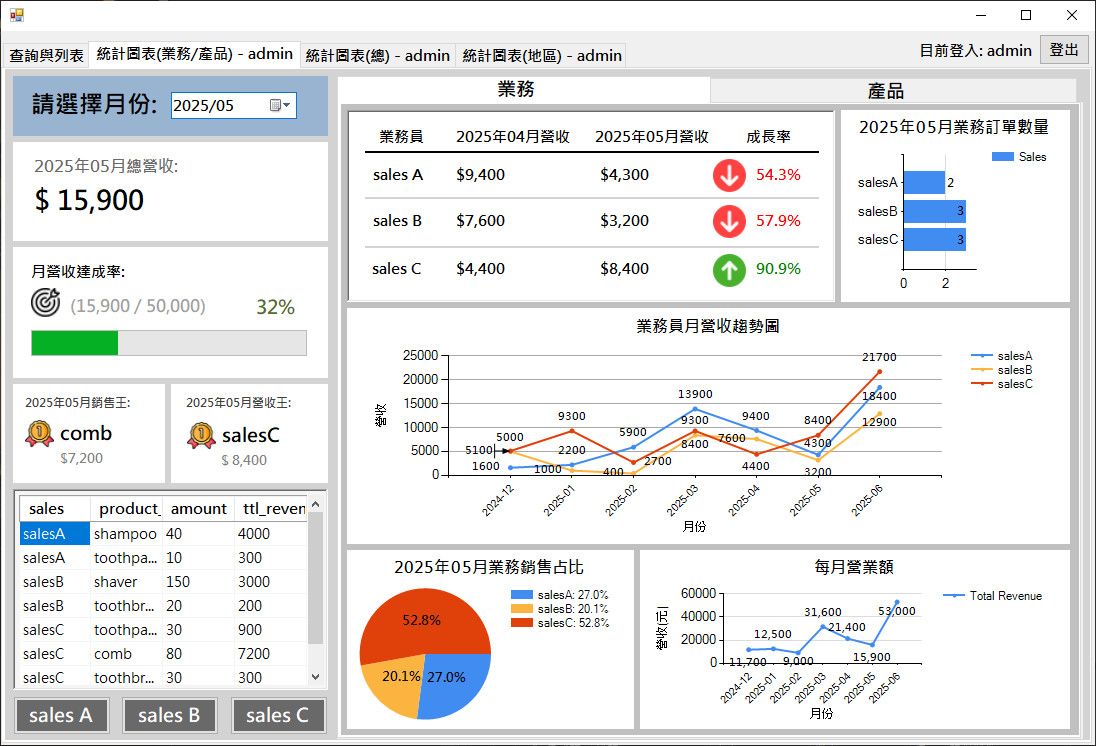 查詢與列表 統計圖表(業務/產品) - admin 統計圖表(總) - admin 統計圖表(地區) - admin 目前登入: admin 登出
請選擇月份: 2025/05
2025年05月總營收:
$ 15,900
月營收達成率:
(15,900 / 50,000) 32%
2025年05月銷售王:
comb
$7,200
2025年05月營收王:
salesC
$ 8,400
sales product_ amount ttl_reven
salesA shampoo 40 4000
salesA toothpa... 10 300
salesB shaver 150 3000
salesB toothbr... 20 200
salesC toothpa... 30 900
salesC comb 80 7200
salesC toothbr... 30 300
sales A sales B sales C
業務 產品
業務員 2025年04月營收 2025年05月營收 成長率
sales A $9,400 $4,300 54.3%
sales B $7,600 $3,200 57.9%
sales C $4,400 $8,400 90.9%
2025年05月業務訂單數量
Sales
salesA 2
salesB 3
salesC 3
0 2
業務員月營收趨勢圖
營收
25000
20000
15000
10000
5000
0
5100 5000 9300 5900 13900 9300 9400 8400 21700
1600 1000 2200 400 2700 8400 7600 4400 4300 3200 18400 12900
2024-12 2025-01 2025-02 2025-03 2025-04 2025-05 2025-06
月份
salesA
salesB
salesC
2025年05月業務銷售占比
52.8%
20.1% 27.0%
salesA: 27.0%
salesB: 20.1%
salesC: 52.8%
每月營業額
營收(元)
60000
40000
20000
0
11,700 12,500 9,000 31,600 21,400 15,900 53,000
2024-12 2025-01 2025-02 2025-03 2025-04 2025-05 2025-06
月份
Total Revenue